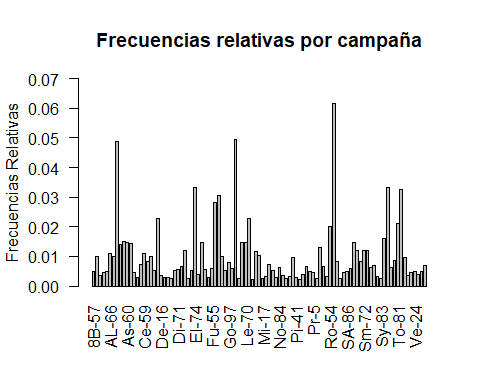 Frecuencias relativas por campaña
Frecuencias Relativas
0.07
0.06
0.05
0.04
0.03
0.02
0.01
0.00
8B-57
AL-66
As-60
Ce-59
De-16
Di-71
El-74
Fu-55
Go-97
Le-70
Mi-17
No-84
Pi-41
Pr-5
Ro-54
SA-86
Sm-72
Sy-83
To-81
Ve-24